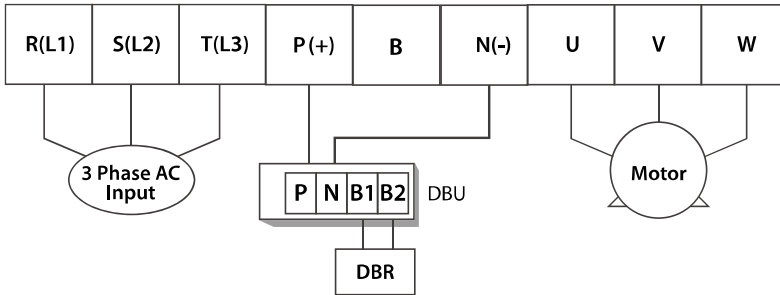 R(L1) S(L2) T(L3) P(+) B N(-) U V W
3 Phase AC
Input
Motor
P N B1 B2 DBU
DBR